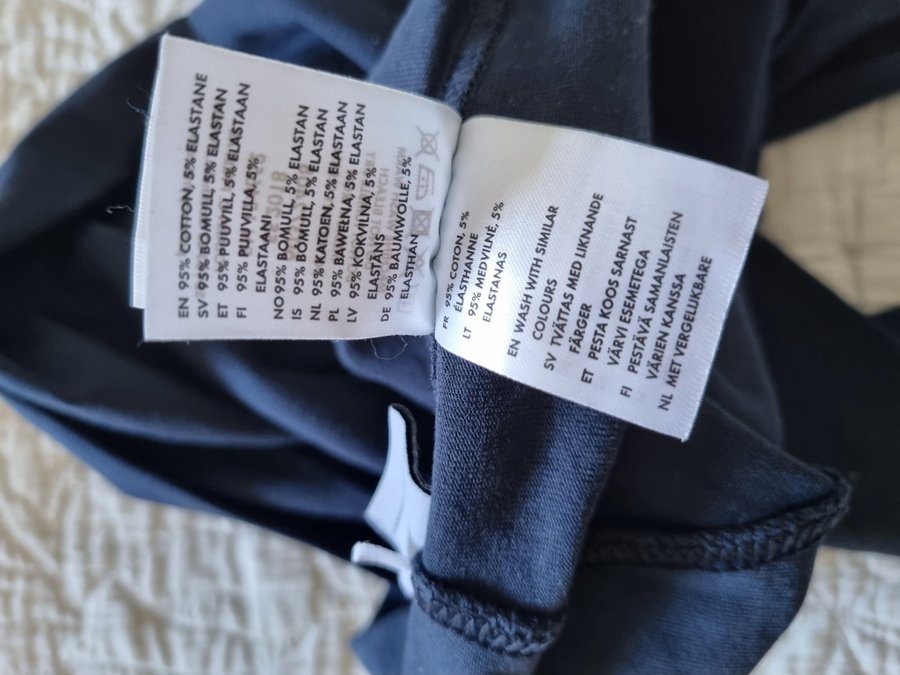 EN 95% COTTON, 5% ELASTANE
SV 95% BOMULL, 5% ELASTAN
ET 95% PUUVILL, 5% ELASTAAN
FI 95% PUUVILLA, 5%
ELASTAANI
NO 95% BOMULL, 5% ELASTAN
IS 95% BÓMULL, 5% ELASTAN
NL 95% KATOEN, 5% ELASTAAN
PL 95% BAWEŁNA, 5% ELASTAN
LV 95% KOKVILNA, 5% ELASTAN
ELASTĀNIS
DE 95% BAUMWOLLE, 5%
ELASTHAN
FR 95% COTON, 5%
ÉLASTHANNE
LT 95% MEDVILNĖ, 5%
ELASTANAS
EN WASH WITH SIMILAR
COLOURS
SV TVÄTTAS MED LIKNANDE
FÄRGER
ET PESTA KOOS SARNAST
VÄRVI ESEMETEGA
FI PESTÄVÄ SAMANLAISTEN
VÄRIEN KANSSA
NL MET VERGELIJKBARE